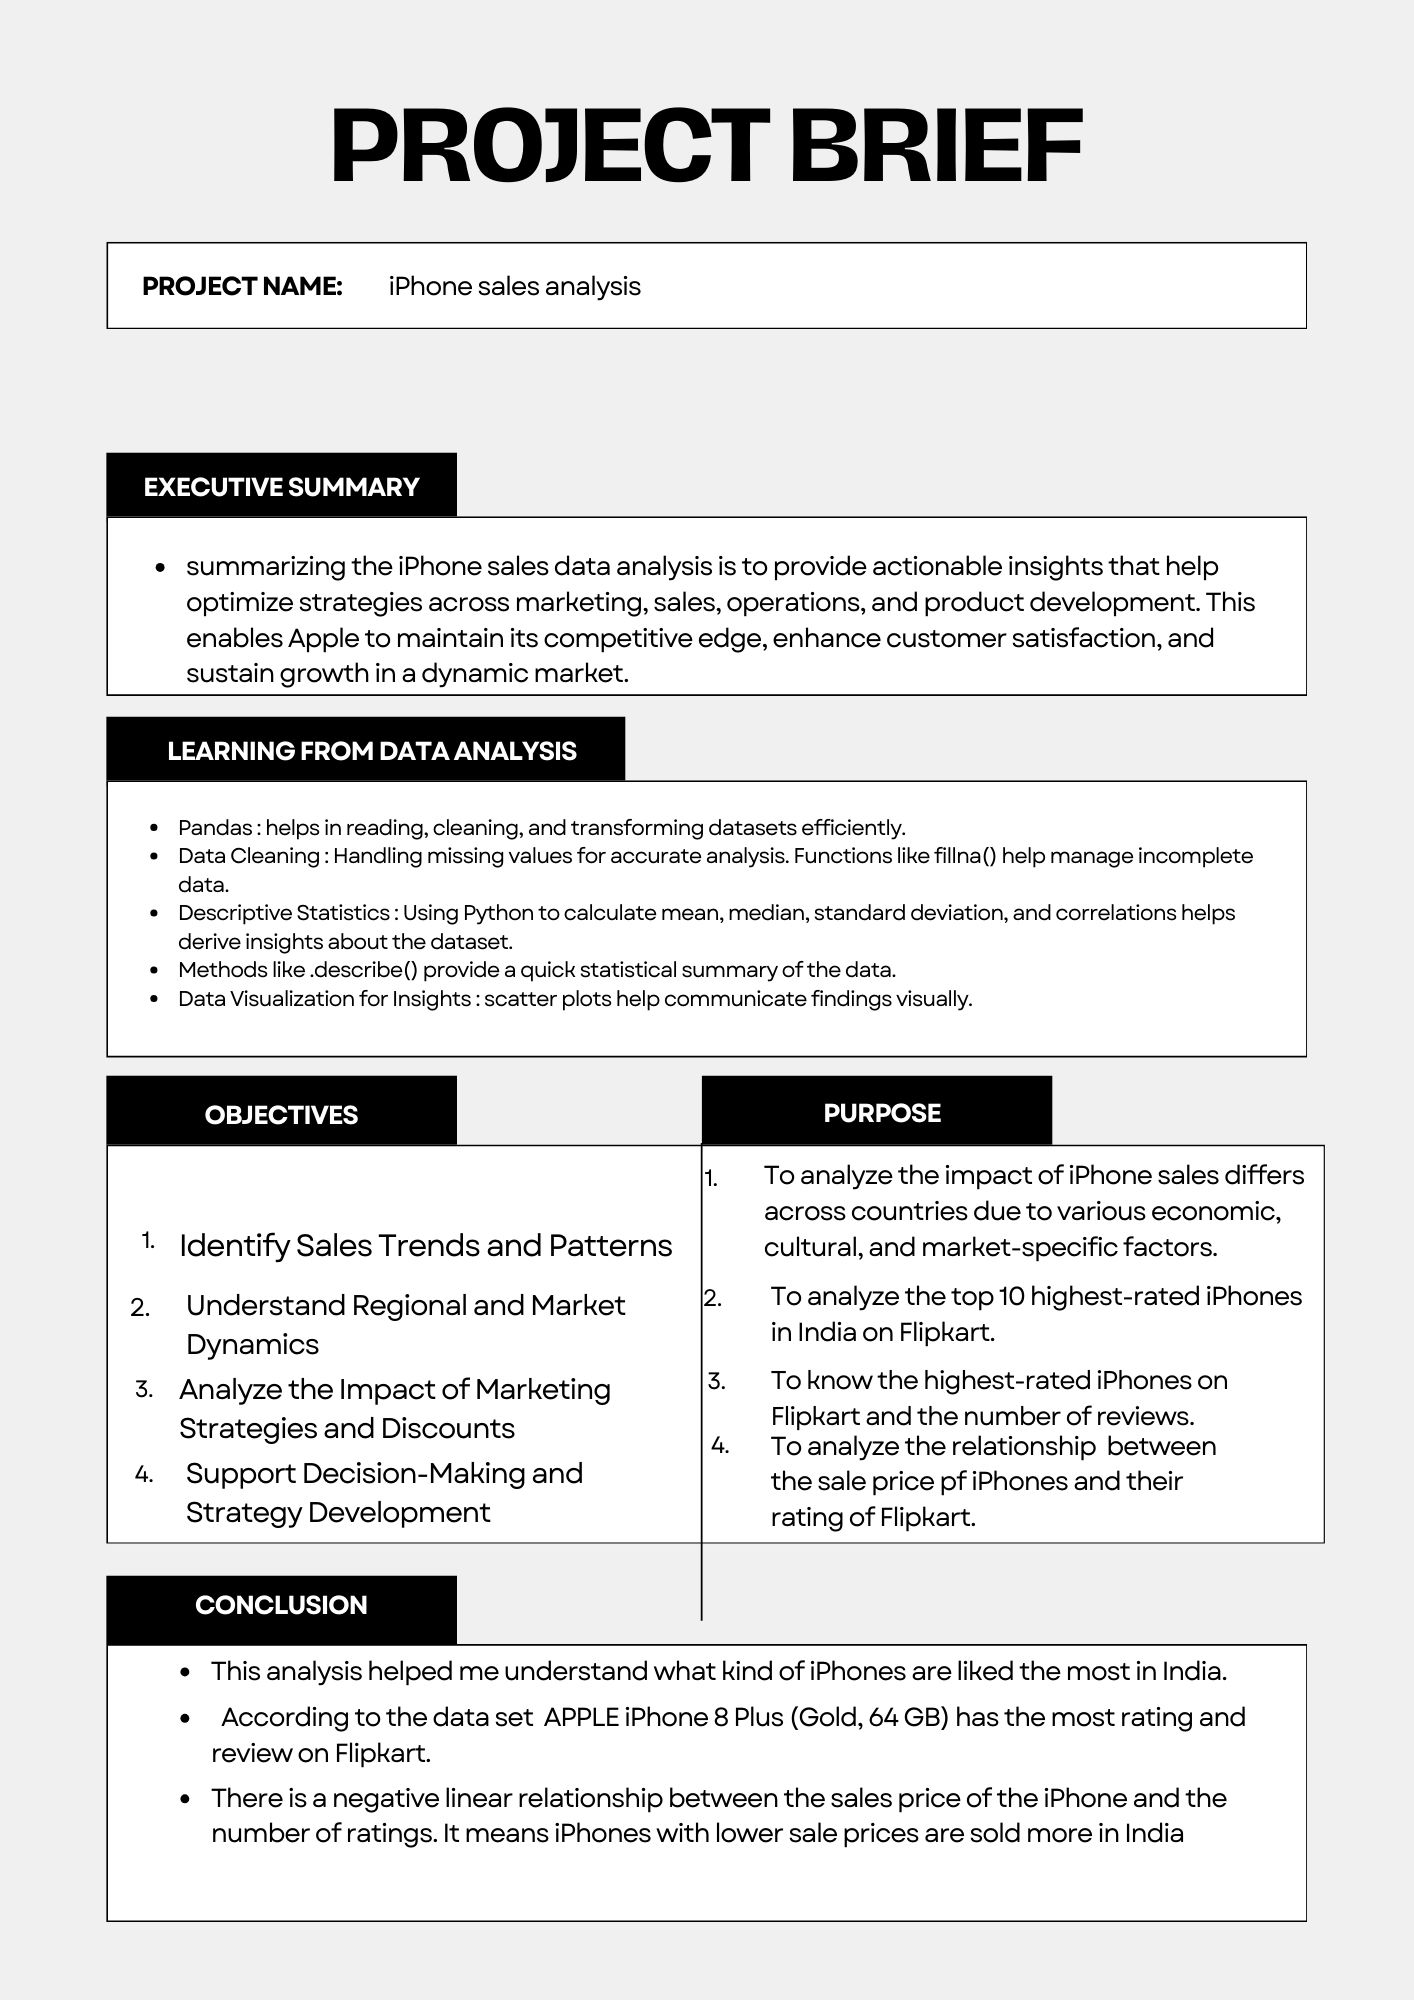 PROJECT BRIEF
PROJECT NAME: iPhone sales analysis
EXECUTIVE SUMMARY
• summarizing the iPhone sales data analysis is to provide actionable insights that help
optimize strategies across marketing, sales, operations, and product development. This
enables Apple to maintain its competitive edge, enhance customer satisfaction, and
sustain growth in a dynamic market.
LEARNING FROM DATA ANALYSIS
• Pandas : helps in reading, cleaning, and transforming datasets efficiently.
• Data Cleaning : Handling missing values for accurate analysis. Functions like fillna() help manage incomplete
data.
• Descriptive Statistics : Using Python to calculate mean, median, standard deviation, and correlations helps
derive insights about the dataset.
• Methods like .describe() provide a quick statistical summary of the data.
• Data Visualization for Insights : scatter plots help communicate findings visually.
OBJECTIVES
1. Identify Sales Trends and Patterns
2. Understand Regional and Market
Dynamics
3. Analyze the Impact of Marketing
Strategies and Discounts
4. Support Decision-Making and
Strategy Development
PURPOSE
1. To analyze the impact of iPhone sales differs
across countries due to various economic,
cultural, and market-specific factors.
2. To analyze the top 10 highest-rated iPhones
in India on Flipkart.
3. To know the highest-rated iPhones on
Flipkart and the number of reviews.
4. To analyze the relationship between
the sale price pf iPhones and their
rating of Flipkart.
CONCLUSION
• This analysis helped me understand what kind of iPhones are liked the most in India.
• According to the data set APPLE iPhone 8 Plus (Gold, 64 GB) has the most rating and
review on Flipkart.
• There is a negative linear relationship between the sales price of the iPhone and the
number of ratings. It means iPhones with lower sale prices are sold more in India